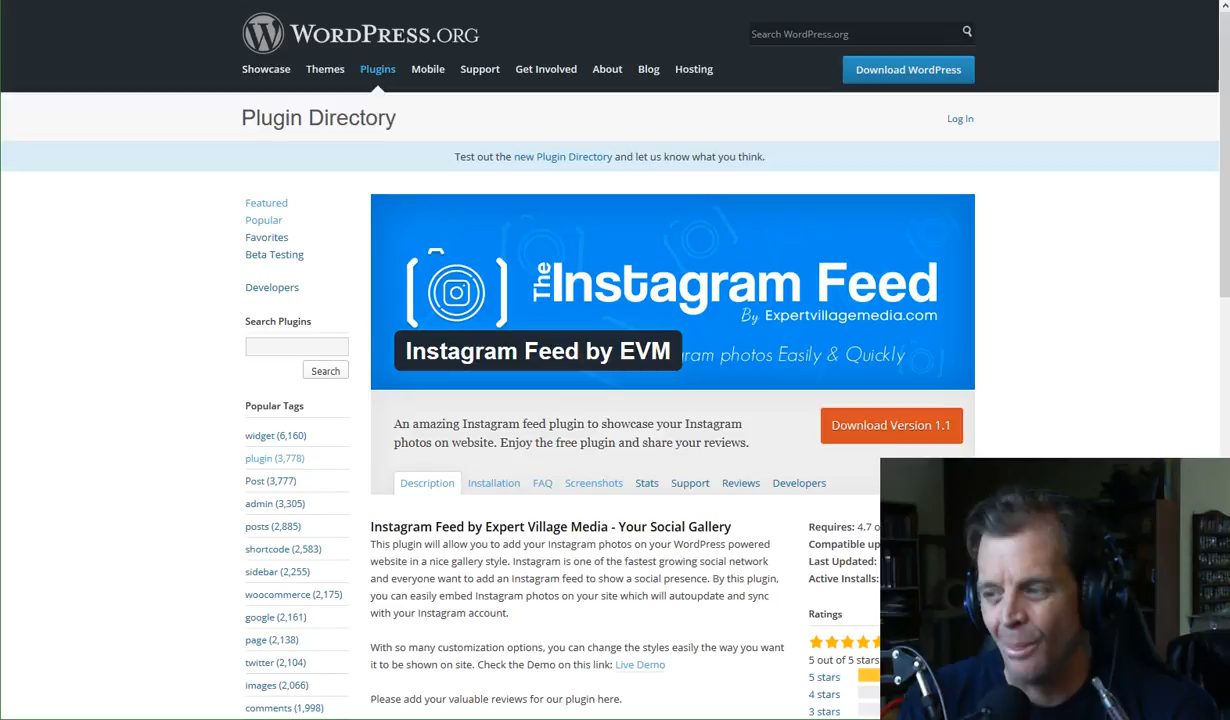 WORDPRESS.ORG
Search WordPress.org
Showcase Themes Plugins Mobile Support Get Involved About Blog Hosting
Download WordPress
Plugin Directory
Log In
Test out the new Plugin Directory and let us know what you think.
Featured
Popular
Favorites
Beta Testing
Developers
Search Plugins
Search
Popular Tags
widget (6,160)
plugin (3,778)
Post (3,777)
admin (3,305)
posts (2,885)
shortcode (2,583)
sidebar (2,255)
woocommerce (2,175)
google (2,161)
page (2,138)
twitter (2,104)
images (2,066)
comments (1,998)
The Instagram Feed
By Expertvillagemedia.com
Instagram Feed by EVM
gram photos Easily & Quickly
An amazing Instagram feed plugin to showcase your Instagram
photos on website. Enjoy the free plugin and share your reviews.
Download Version 1.1
Description Installation FAQ Screenshots Stats Support Reviews Developers
Instagram Feed by Expert Village Media - Your Social Gallery
This plugin will allow you to add your Instagram photos on your WordPress powered
website in a nice gallery style. Instagram is one of the fastest growing social network
and everyone want to add an Instagram feed to show a social presence. By this plugin,
you can easily embed Instagram photos on your site which will autoupdate and sync
with your Instagram account.
With so many customization options, you can change the styles easily the way you want
it to be shown on site. Check the Demo on this link: Live Demo
Please add your valuable reviews for our plugin here.
Requires: 4.7 o
Compatible up
Last Updated:
Active Installs:
Ratings
5 out of 5 stars
5 stars
4 stars
3 stars